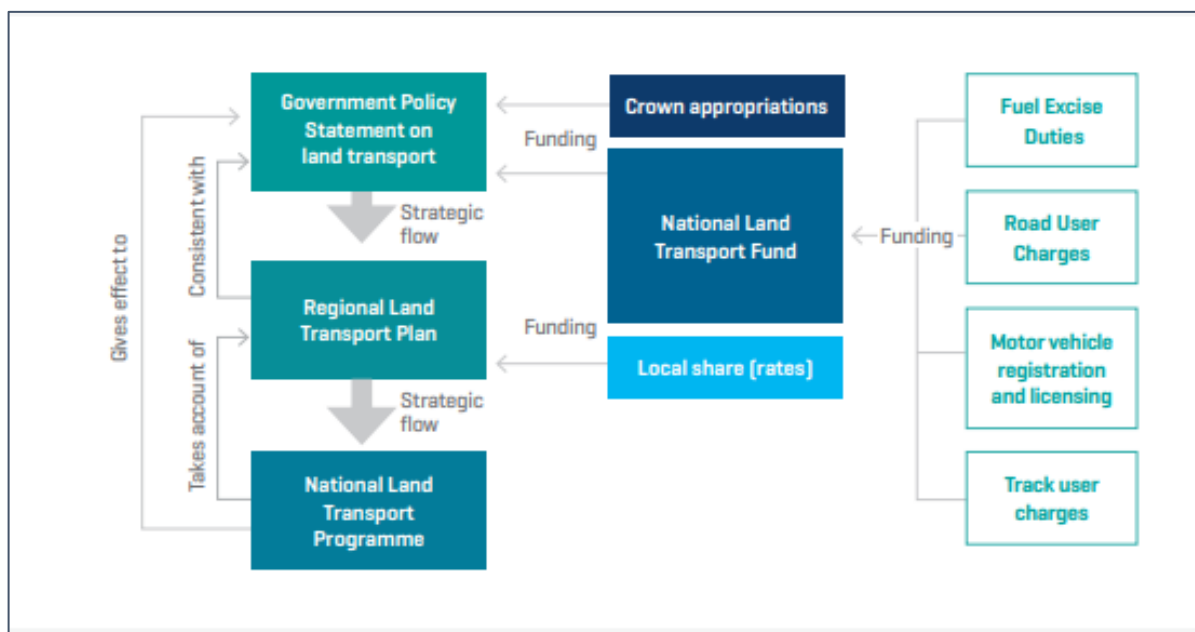 Government Policy
Statement on
land transport
Crown appropriations
Funding
Fuel Excise
Duties
Consistent with
Strategic
flow
National Land
Transport Fund
Funding
Road User
Charges
Gives effect to
Regional Land
Transport Plan
Funding
Local share (rates)
Motor vehicle
registration
and licensing
Takes account of
Strategic
flow
National Land
Transport
Programme
Track user
charges